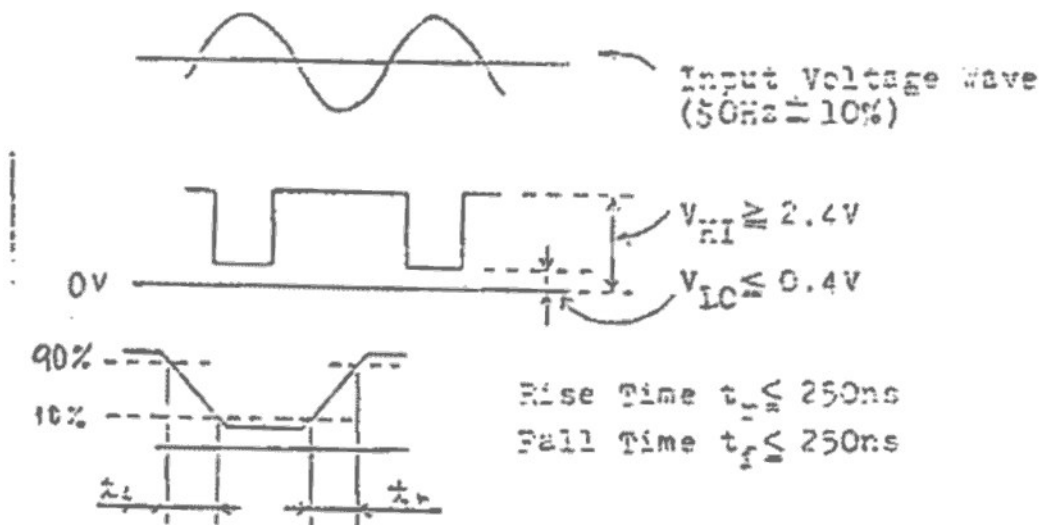 Input Voltage Wave
(50Hz ± 10%)
V_HI ≧ 2.4V
0V
V_LO ≦ 0.4V
90%
10%
Rise Time t_r ≦ 250ns
Fall Time t_f ≦ 250ns
t_f t_r